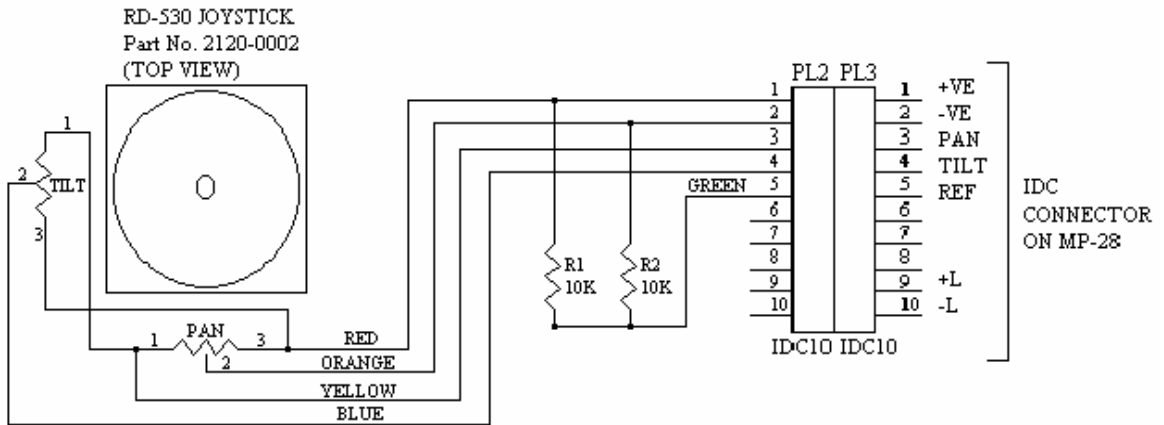 RD-530 JOYSTICK
Part No. 2120-0002
(TOP VIEW)
PL2 PL3
1 1 +VE
2 2 -VE
3 3 PAN
4 4 TILT
GREEN 5 5 REF
6 6
7 7
8 8
9 9 +L
10 10 -L
IDC10 IDC10
IDC
CONNECTOR
ON MP-28
1
2 TILT
3
R1
10K
R2
10K
PAN
1 3
2
RED
ORANGE
YELLOW
BLUE